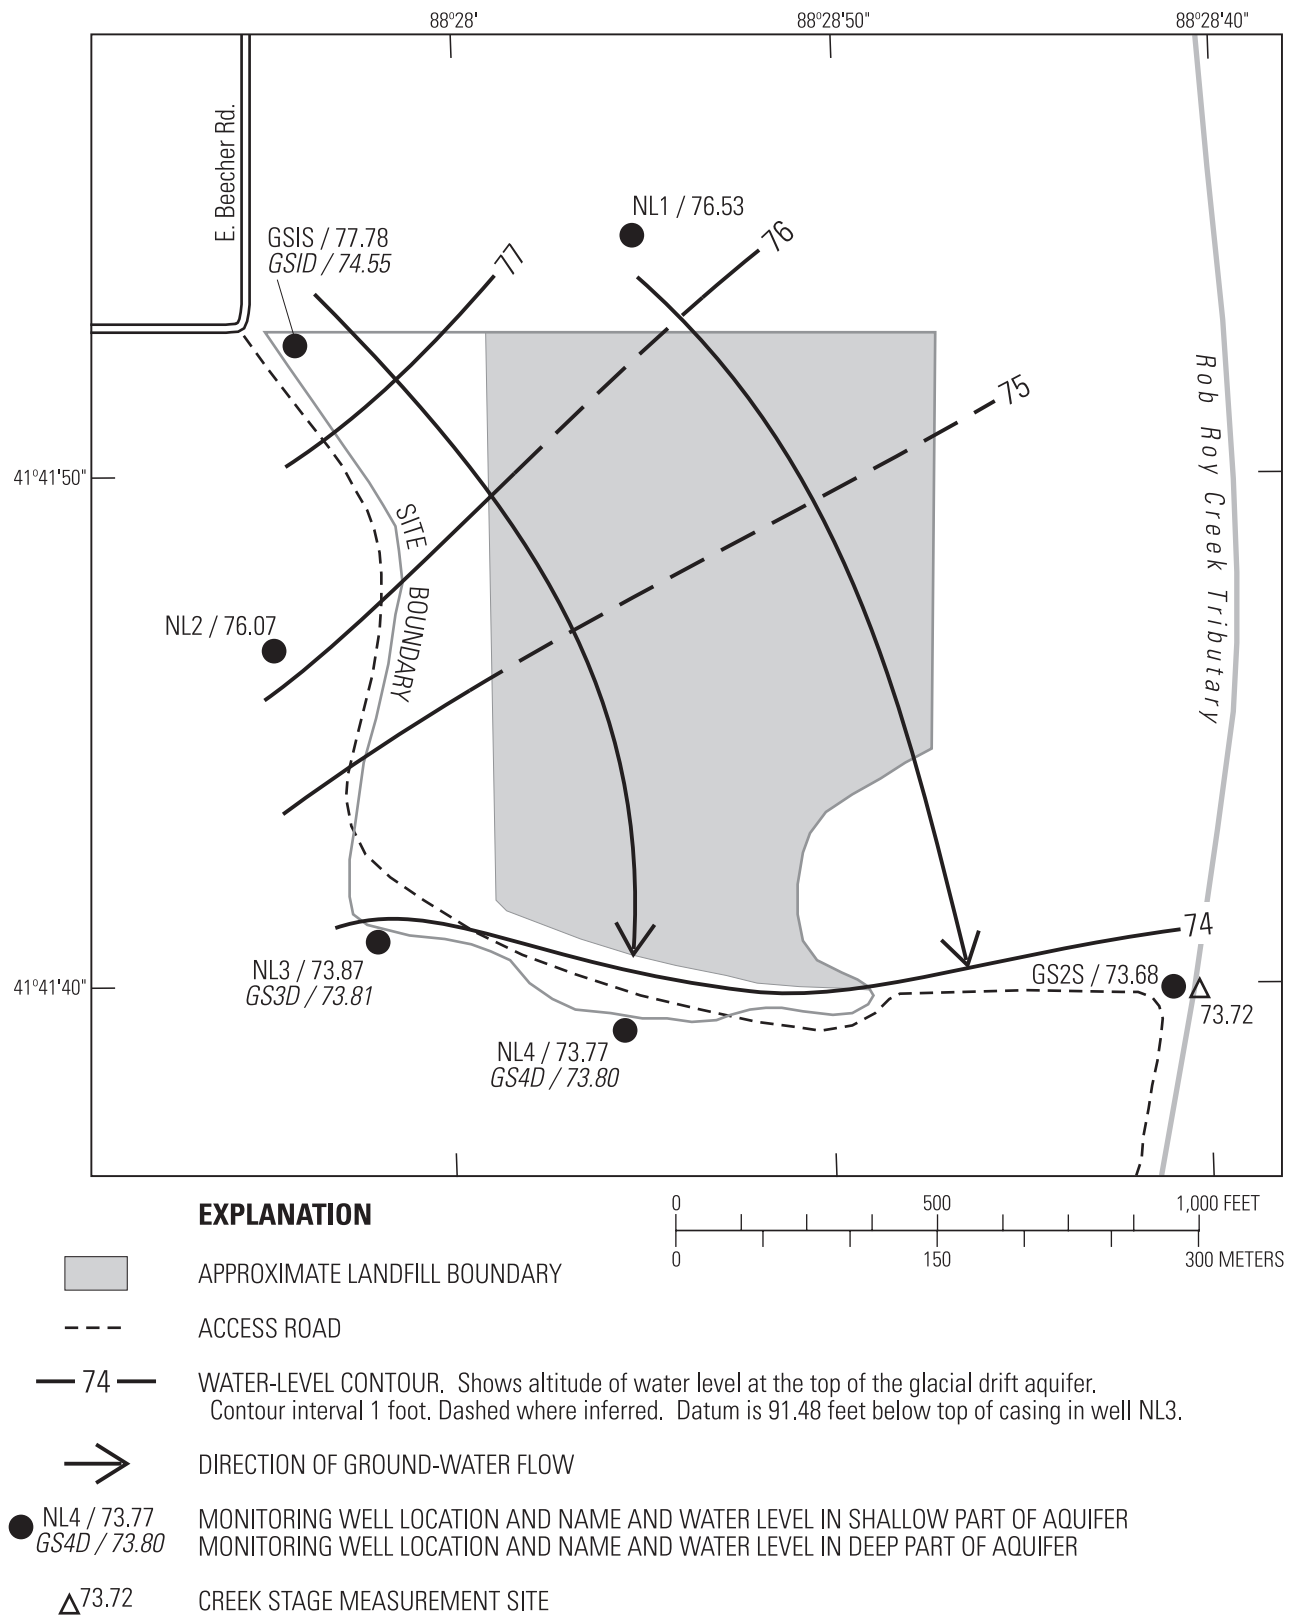 88°28'
88°28'50"
88°28'40"
E. Beecher Rd.
NL1 / 76.53
GSIS / 77.78
GSID / 74.55
77
76
75
Rob Roy Creek Tributary
41°41'50"
SITE BOUNDARY
NL2 / 76.07
74
NL3 / 73.87
GS3D / 73.81
GS2S / 73.68
73.72
41°41'40"
NL4 / 73.77
GS4D / 73.80
EXPLANATION
0 500 1,000 FEET
0 150 300 METERS
APPROXIMATE LANDFILL BOUNDARY
ACCESS ROAD
74 WATER-LEVEL CONTOUR. Shows altitude of water level at the top of the glacial drift aquifer.
Contour interval 1 foot. Dashed where inferred. Datum is 91.48 feet below top of casing in well NL3.
DIRECTION OF GROUND-WATER FLOW
NL4 / 73.77 MONITORING WELL LOCATION AND NAME AND WATER LEVEL IN SHALLOW PART OF AQUIFER
GS4D / 73.80 MONITORING WELL LOCATION AND NAME AND WATER LEVEL IN DEEP PART OF AQUIFER
73.72 CREEK STAGE MEASUREMENT SITE